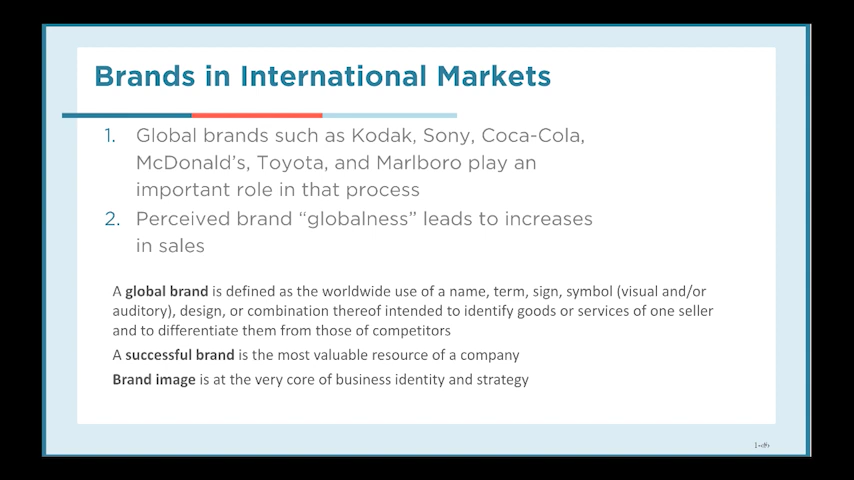 Brands in International Markets
1. Global brands such as Kodak, Sony, Coca-Cola,
McDonald's, Toyota, and Marlboro play an
important role in that process
2. Perceived brand “globalness” leads to increases
in sales
A global brand is defined as the worldwide use of a name, term, sign, symbol (visual and/or
auditory), design, or combination thereof intended to identify goods or services of one seller
and to differentiate them from those of competitors
A successful brand is the most valuable resource of a company
Brand image is at the very core of business identity and strategy